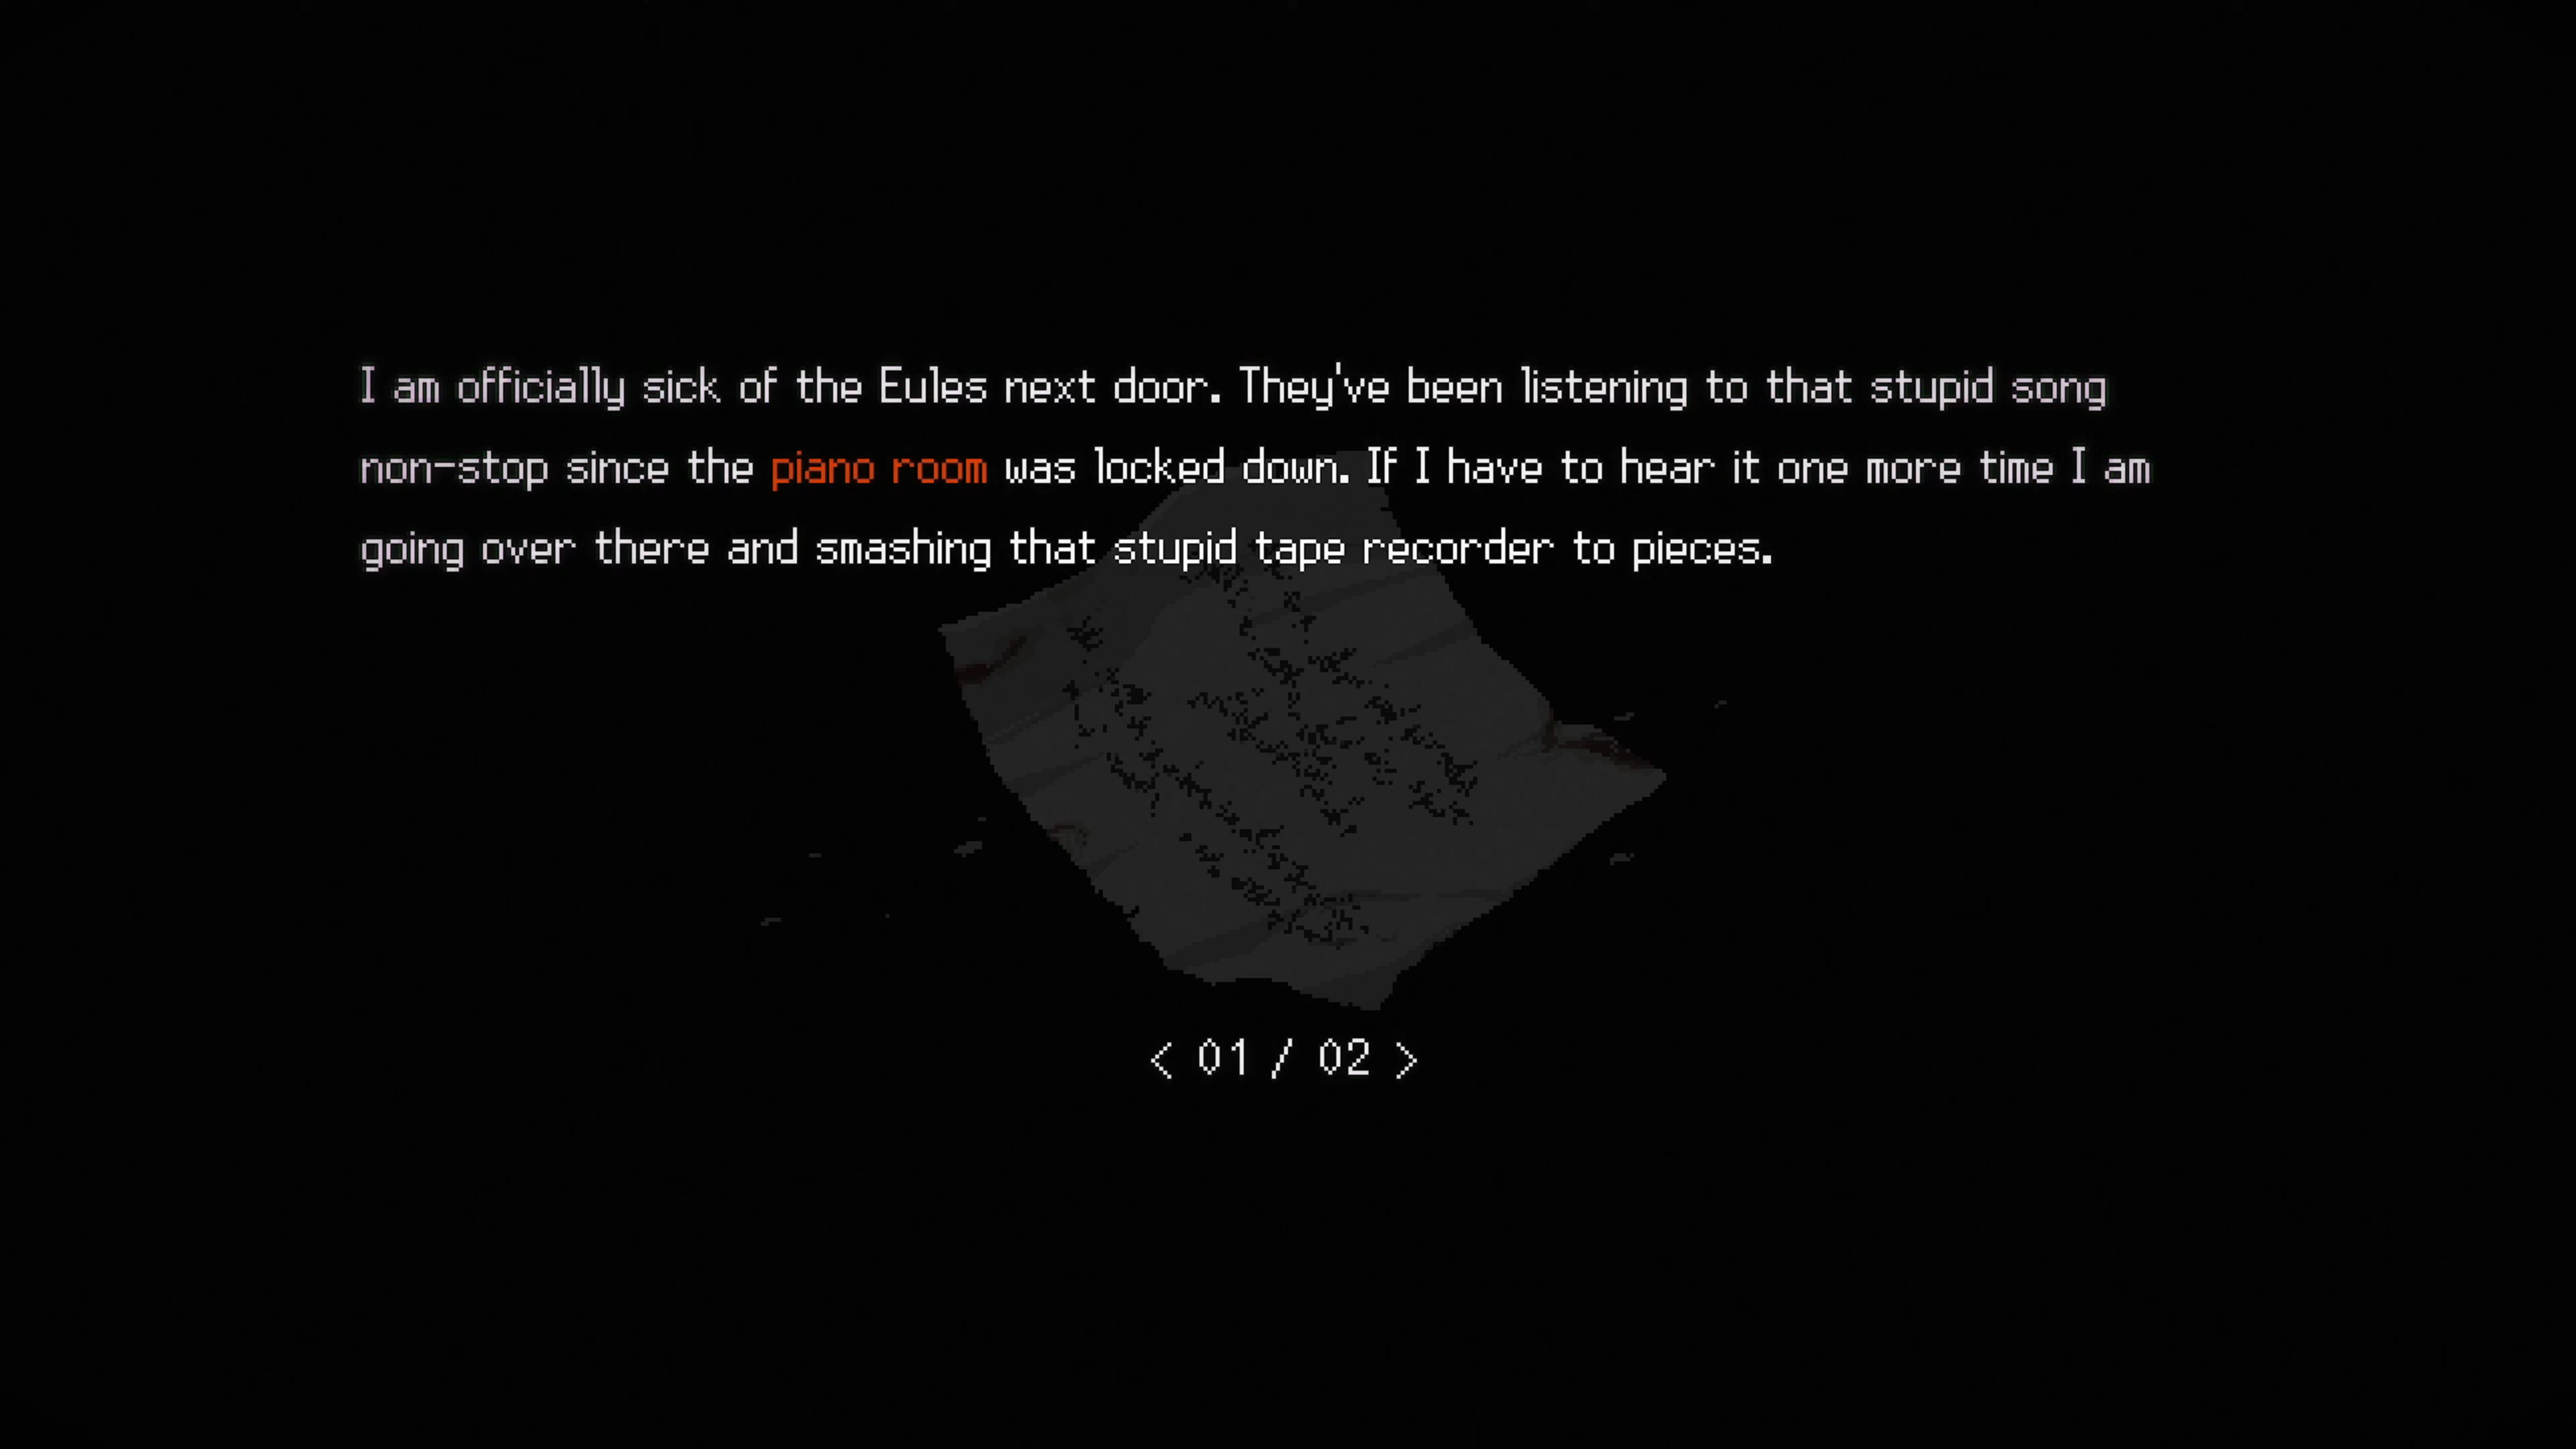 I am officially sick of the Eules next door. They've been listening to that stupid song
non-stop since the piano room was locked down. If I have to hear it one more time I am
going over there and smashing that stupid tape recorder to pieces.
< 01 / 02 >